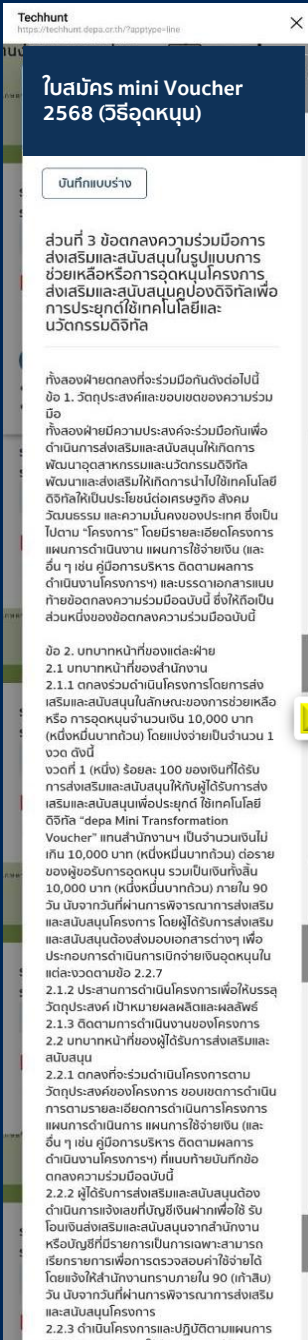 Techhunt
https://techhunt.depa.or.th/?apptype=line
ใบสมัคร mini Voucher
2568 (วิธีอุดหนุน)
บันทึกแบบร่าง
ส่วนที่ 3 ข้อตกลงความร่วมมือการ
ส่งเสริมและสนับสนุนในรูปแบบการ
ช่วยเหลือหรือการอุดหนุนโครงการ
ส่งเสริมและสนับสนุนคูปองดิจิทัลเพื่อ
การประยุกต์ใช้เทคโนโลยีและ
นวัตกรรมดิจิทัล
ทั้งสองฝ่ายตกลงที่จะร่วมมือกันดังต่อไปนี้
ข้อ 1. วัตถุประสงค์และขอบเขตของความร่วม
มือ
ทั้งสองฝ่ายมีความประสงค์จะร่วมมือกันเพื่อ
ดำเนินการส่งเสริมและสนับสนุนให้เกิดการ
พัฒนาอุตสาหกรรมและนวัตกรรมดิจิทัล
พัฒนาและส่งเสริมให้เกิดการนำไปใช้เทคโนโลยี
ดิจิทัลให้เป็นประโยชน์ต่อเศรษฐกิจ สังคม
วัฒนธรรม และความมั่นคงของประเทศ ซึ่งเป็น
ไปตาม “โครงการ” โดยมีรายละเอียดโครงการ
แผนการดำเนินงาน แผนการใช้จ่ายเงิน (และ
อื่น ๆ เช่น คู่มือการบริหาร ติดตามผลการ
ดำเนินงานโครงการฯ) และบรรดาเอกสารแนบ
ท้ายข้อตกลงความร่วมมือฉบับนี้ ซึ่งให้ถือเป็น
ส่วนหนึ่งของข้อตกลงความร่วมมือฉบับนี้
ข้อ 2. บทบาทหน้าที่ของแต่ละฝ่าย
2.1 บทบาทหน้าที่ของสำนักงาน
2.1.1 ตกลงร่วมดำเนินโครงการโดยการส่ง
เสริมและสนับสนุนในลักษณะของการช่วยเหลือ
หรือ การอุดหนุนจำนวนเงิน 10,000 บาท
(หนึ่งหมื่นบาทถ้วน) โดยแบ่งจ่ายเป็นจำนวน 1
งวด ดังนี้
งวดที่ 1 (หนึ่ง) ร้อยละ 100 ของเงินที่ได้รับ
การส่งเสริมและสนับสนุนให้กับผู้ได้รับการส่ง
เสริมและสนับสนุนเพื่อประยุกต์ ใช้เทคโนโลยี
ดิจิทัล “depa Mini Transformation
Voucher” แทนสำนักงานฯ เป็นจำนวนเงินไม่
เกิน 10,000 บาท (หนึ่งหมื่นบาทถ้วน) ต่อราย
ของผู้ขอรับการอุดหนุน รวมเป็นเงินทั้งสิ้น
10,000 บาท (หนึ่งหมื่นบาทถ้วน) ภายใน 90
วัน นับจากวันที่ผ่านการพิจารณาการส่งเสริม
และสนับสนุนโครงการ โดยผู้ได้รับการส่งเสริม
และสนับสนุนต้องส่งมอบเอกสารต่างๆ เพื่อ
ประกอบการดำเนินการเบิกจ่ายเงินอุดหนุนใน
แต่ละงวดตามข้อ 2.2.7
2.1.2 ประสานการดำเนินโครงการเพื่อให้บรรลุ
วัตถุประสงค์ เป้าหมายผลผลิตและผลลัพธ์
2.1.3 ติดตามการดำเนินงานของโครงการ
2.2 บทบาทหน้าที่ของผู้ได้รับการส่งเสริมและ
สนับสนุน
2.2.1 ตกลงที่จะร่วมดำเนินโครงการตาม
วัตถุประสงค์ของโครงการ ขอบเขตการดำเนิน
การตามรายละเอียดการดำเนินการโครงการ
แผนการดำเนินการ แผนการใช้จ่ายเงิน (และ
อื่น ๆ เช่น คู่มือการบริหาร ติดตามผลการ
ดำเนินงานโครงการฯ) ที่แนบท้ายบันทึกข้อ
ตกลงความร่วมมือฉบับนี้
2.2.2 ผู้ได้รับการส่งเสริมและสนับสนุนต้อง
ดำเนินการแจ้งเลขที่บัญชีเงินฝากเพื่อใช้ รับ
โอนเงินส่งเสริมและสนับสนุนจากสำนักงาน
หรือบัญชีที่มีรายการเป็นการเฉพาะสามารถ
เรียกรายการเพื่อการตรวจสอบค่าใช้จ่ายได้
โดยแจ้งให้สำนักงานทราบภายใน 90 (เก้าสิบ)
วัน นับจากวันที่ผ่านการพิจารณาการส่งเสริม
และสนับสนุนโครงการ
2.2.3 ดำเนินโครงการและปฏิบัติตามแผนการ